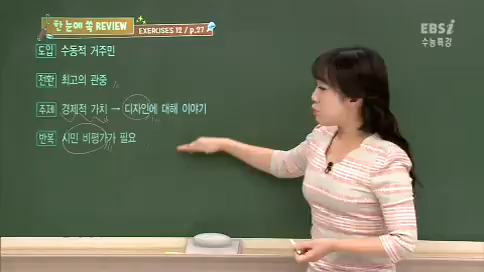 한 눈에 쏙 REVIEW
EXERCISES 12 / p.27
EBSi
수능특강
도입 수동적 거주민
전환 최고의 관중
주제 경제적 가치 → 디자인에 대해 이야기
반복 시민 비평가가 필요